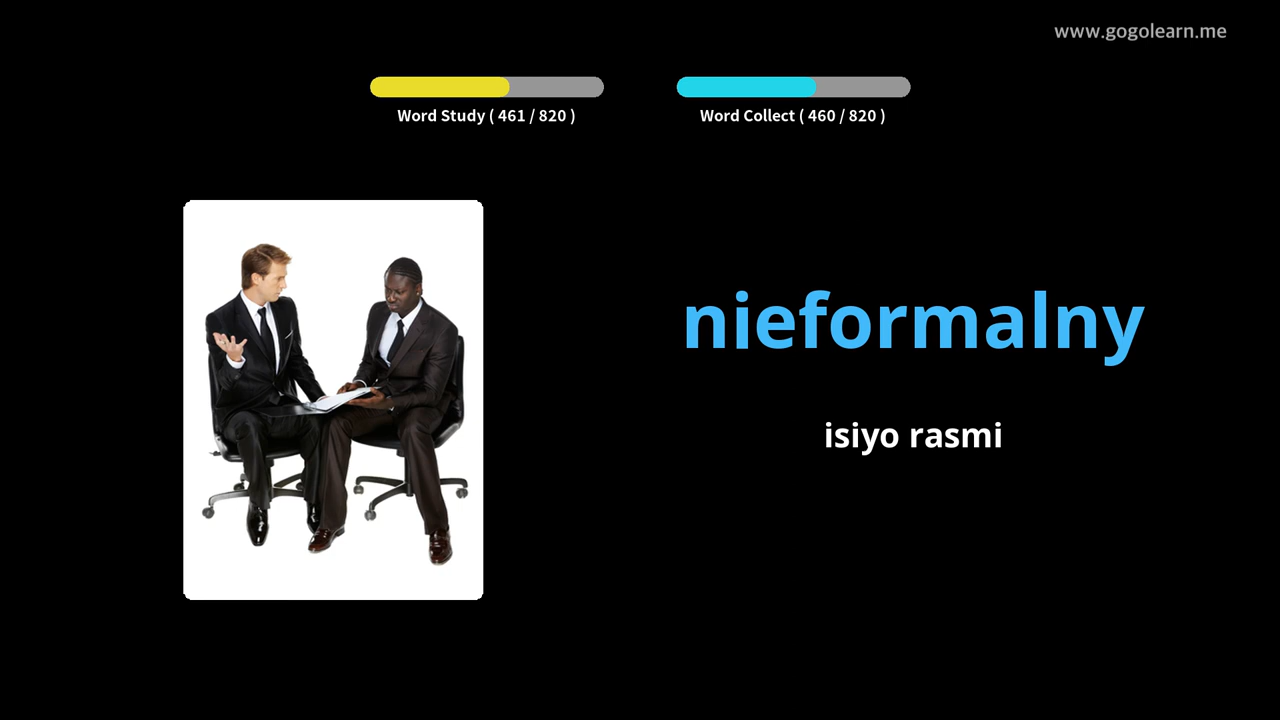 www.gogolearn.me
Word Study ( 461 / 820 )
Word Collect ( 460 / 820 )
nieformalny
isiyo rasmi